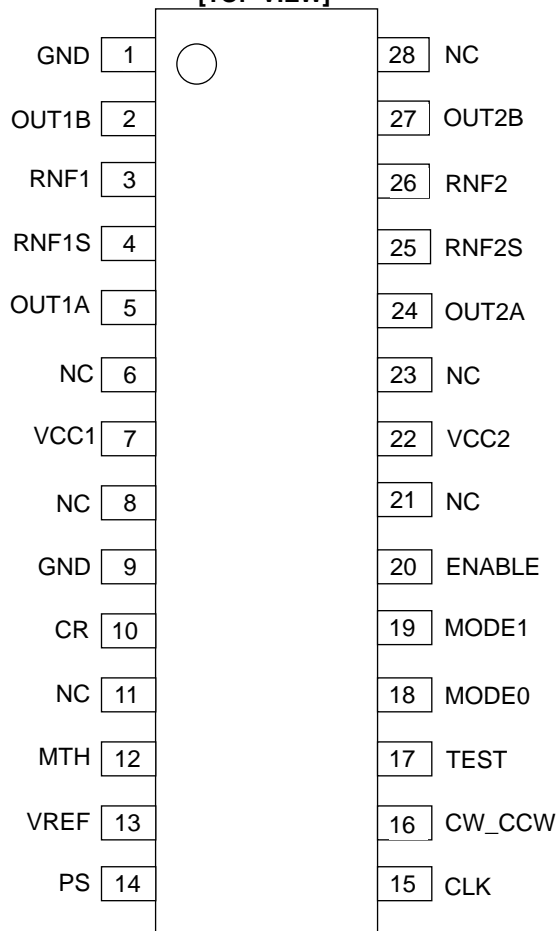 [TOP VIEW]
GND 1 28 NC
OUT1B 2 27 OUT2B
RNF1 3 26 RNF2
RNF1S 4 25 RNF2S
OUT1A 5 24 OUT2A
NC 6 23 NC
VCC1 7 22 VCC2
NC 8 21 NC
GND 9 20 ENABLE
CR 10 19 MODE1
NC 11 18 MODE0
MTH 12 17 TEST
VREF 13 16 CW_CCW
PS 14 15 CLK